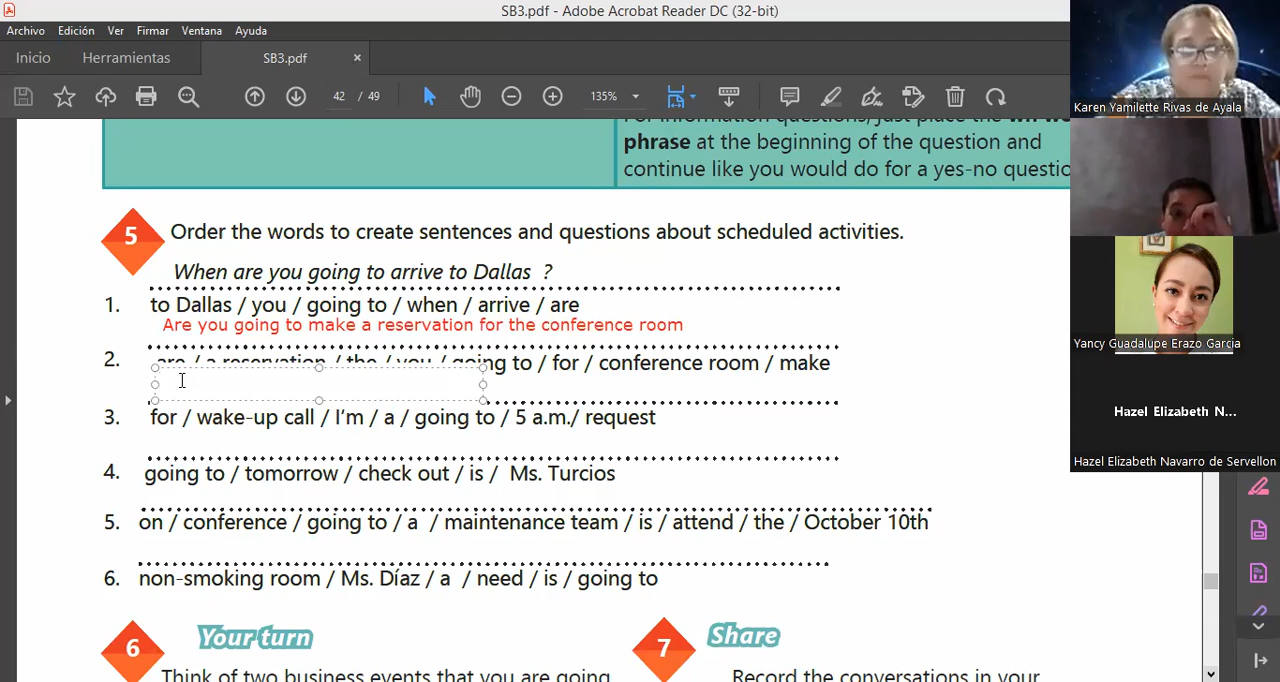 SB3.pdf - Adobe Acrobat Reader DC (32-bit)
Archivo Edición Ver Firmar Ventana Ayuda
Inicio Herramientas SB3.pdf ×
42 / 49 135%
phrase at the beginning of the question and
continue like you would do for a yes-no questio
5 Order the words to create sentences and questions about scheduled activities.
When are you going to arrive to Dallas ?
1. to Dallas / you / going to / when / arrive / are
Are you going to make a reservation for the conference room
2. are / a reservation / the / you / going to / for / conference room / make
3. for / wake-up call / I'm / a / going to / 5 a.m./ request
4. going to / tomorrow / check out / is / Ms. Turcios
5. on / conference / going to / a / maintenance team / is / attend / the / October 10th
6. non-smoking room / Ms. Díaz / a / need / is / going to
6 Your turn
7 Share
Think of two business events that you are going
Record the conversations in your
Karen Yamilette Rivas de Ayala
Yancy Guadalupe Erazo Garcia
Hazel Elizabeth N...
Hazel Elizabeth Navarro de Servellon